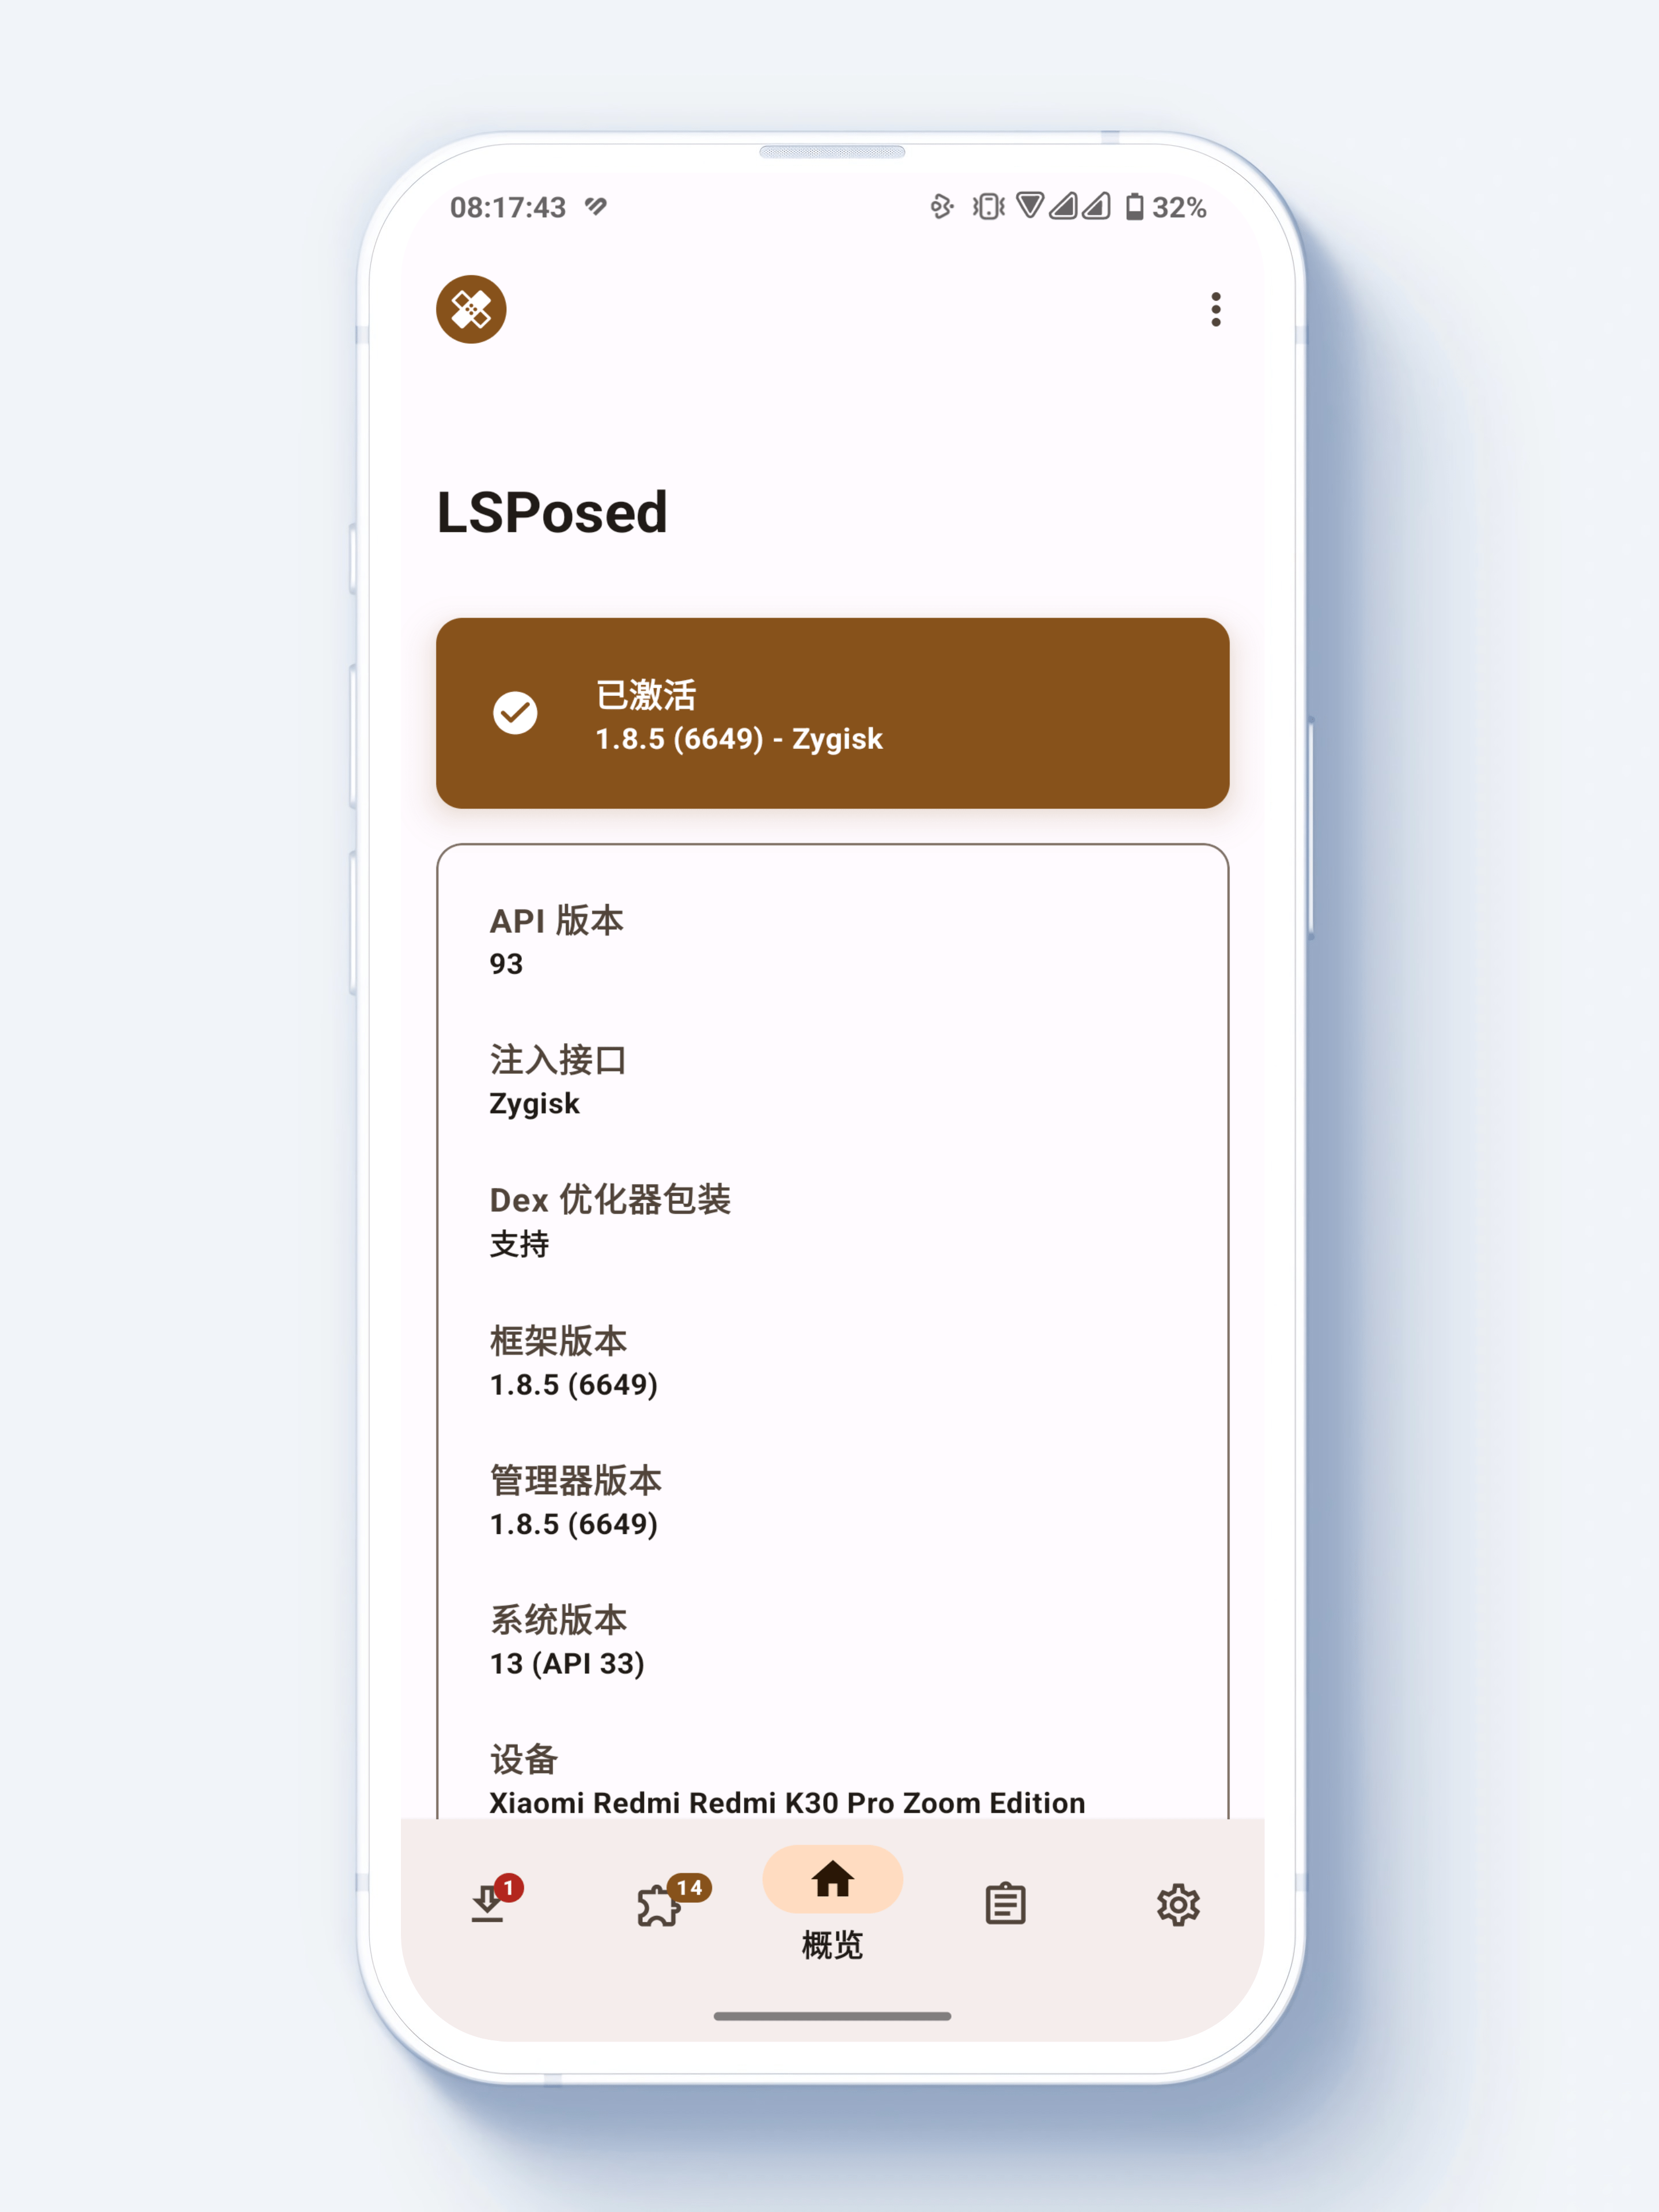 08:17:43
32%
LSPosed
已激活
1.8.5 (6649) - Zygisk
API 版本
93
注入接口
Zygisk
Dex 优化器包装
支持
框架版本
1.8.5 (6649)
管理器版本
1.8.5 (6649)
系统版本
13 (API 33)
设备
Xiaomi Redmi Redmi K30 Pro Zoom Edition
1
14
概览